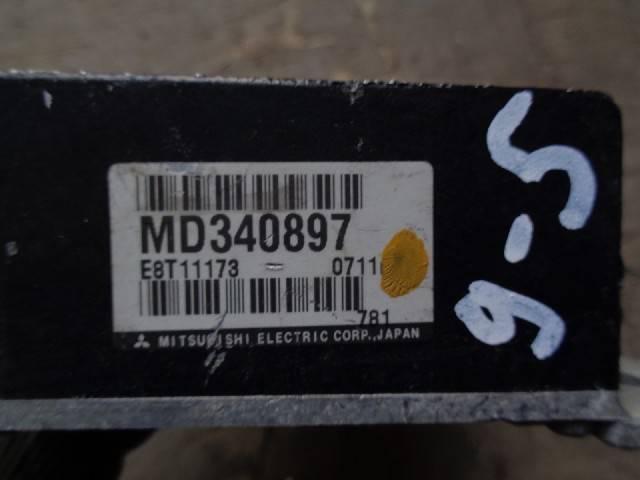 MD340897
E8T11173 - 0711
781
MITSUBISHI ELECTRIC CORP., JAPAN
9-5